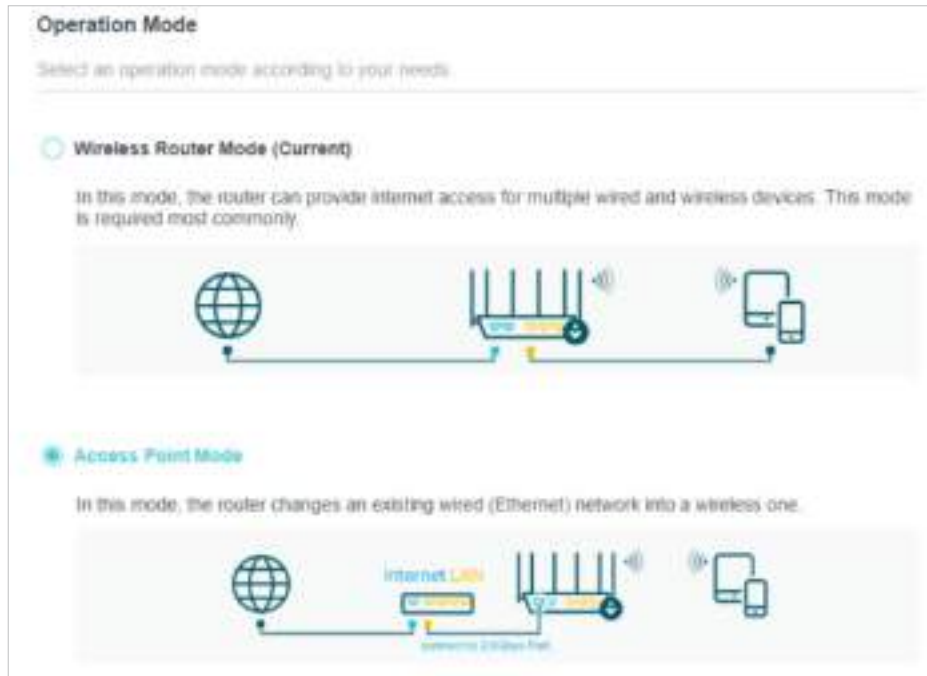 Operation Mode
Select an operation mode according to your needs.
Wireless Router Mode (Current)
In this mode, the router can provide internet access for multiple wired and wireless devices. This mode
is required most commonly.
Access Point Mode
In this mode, the router changes an existing wired (Ethernet) network into a wireless one.
Internet LAN